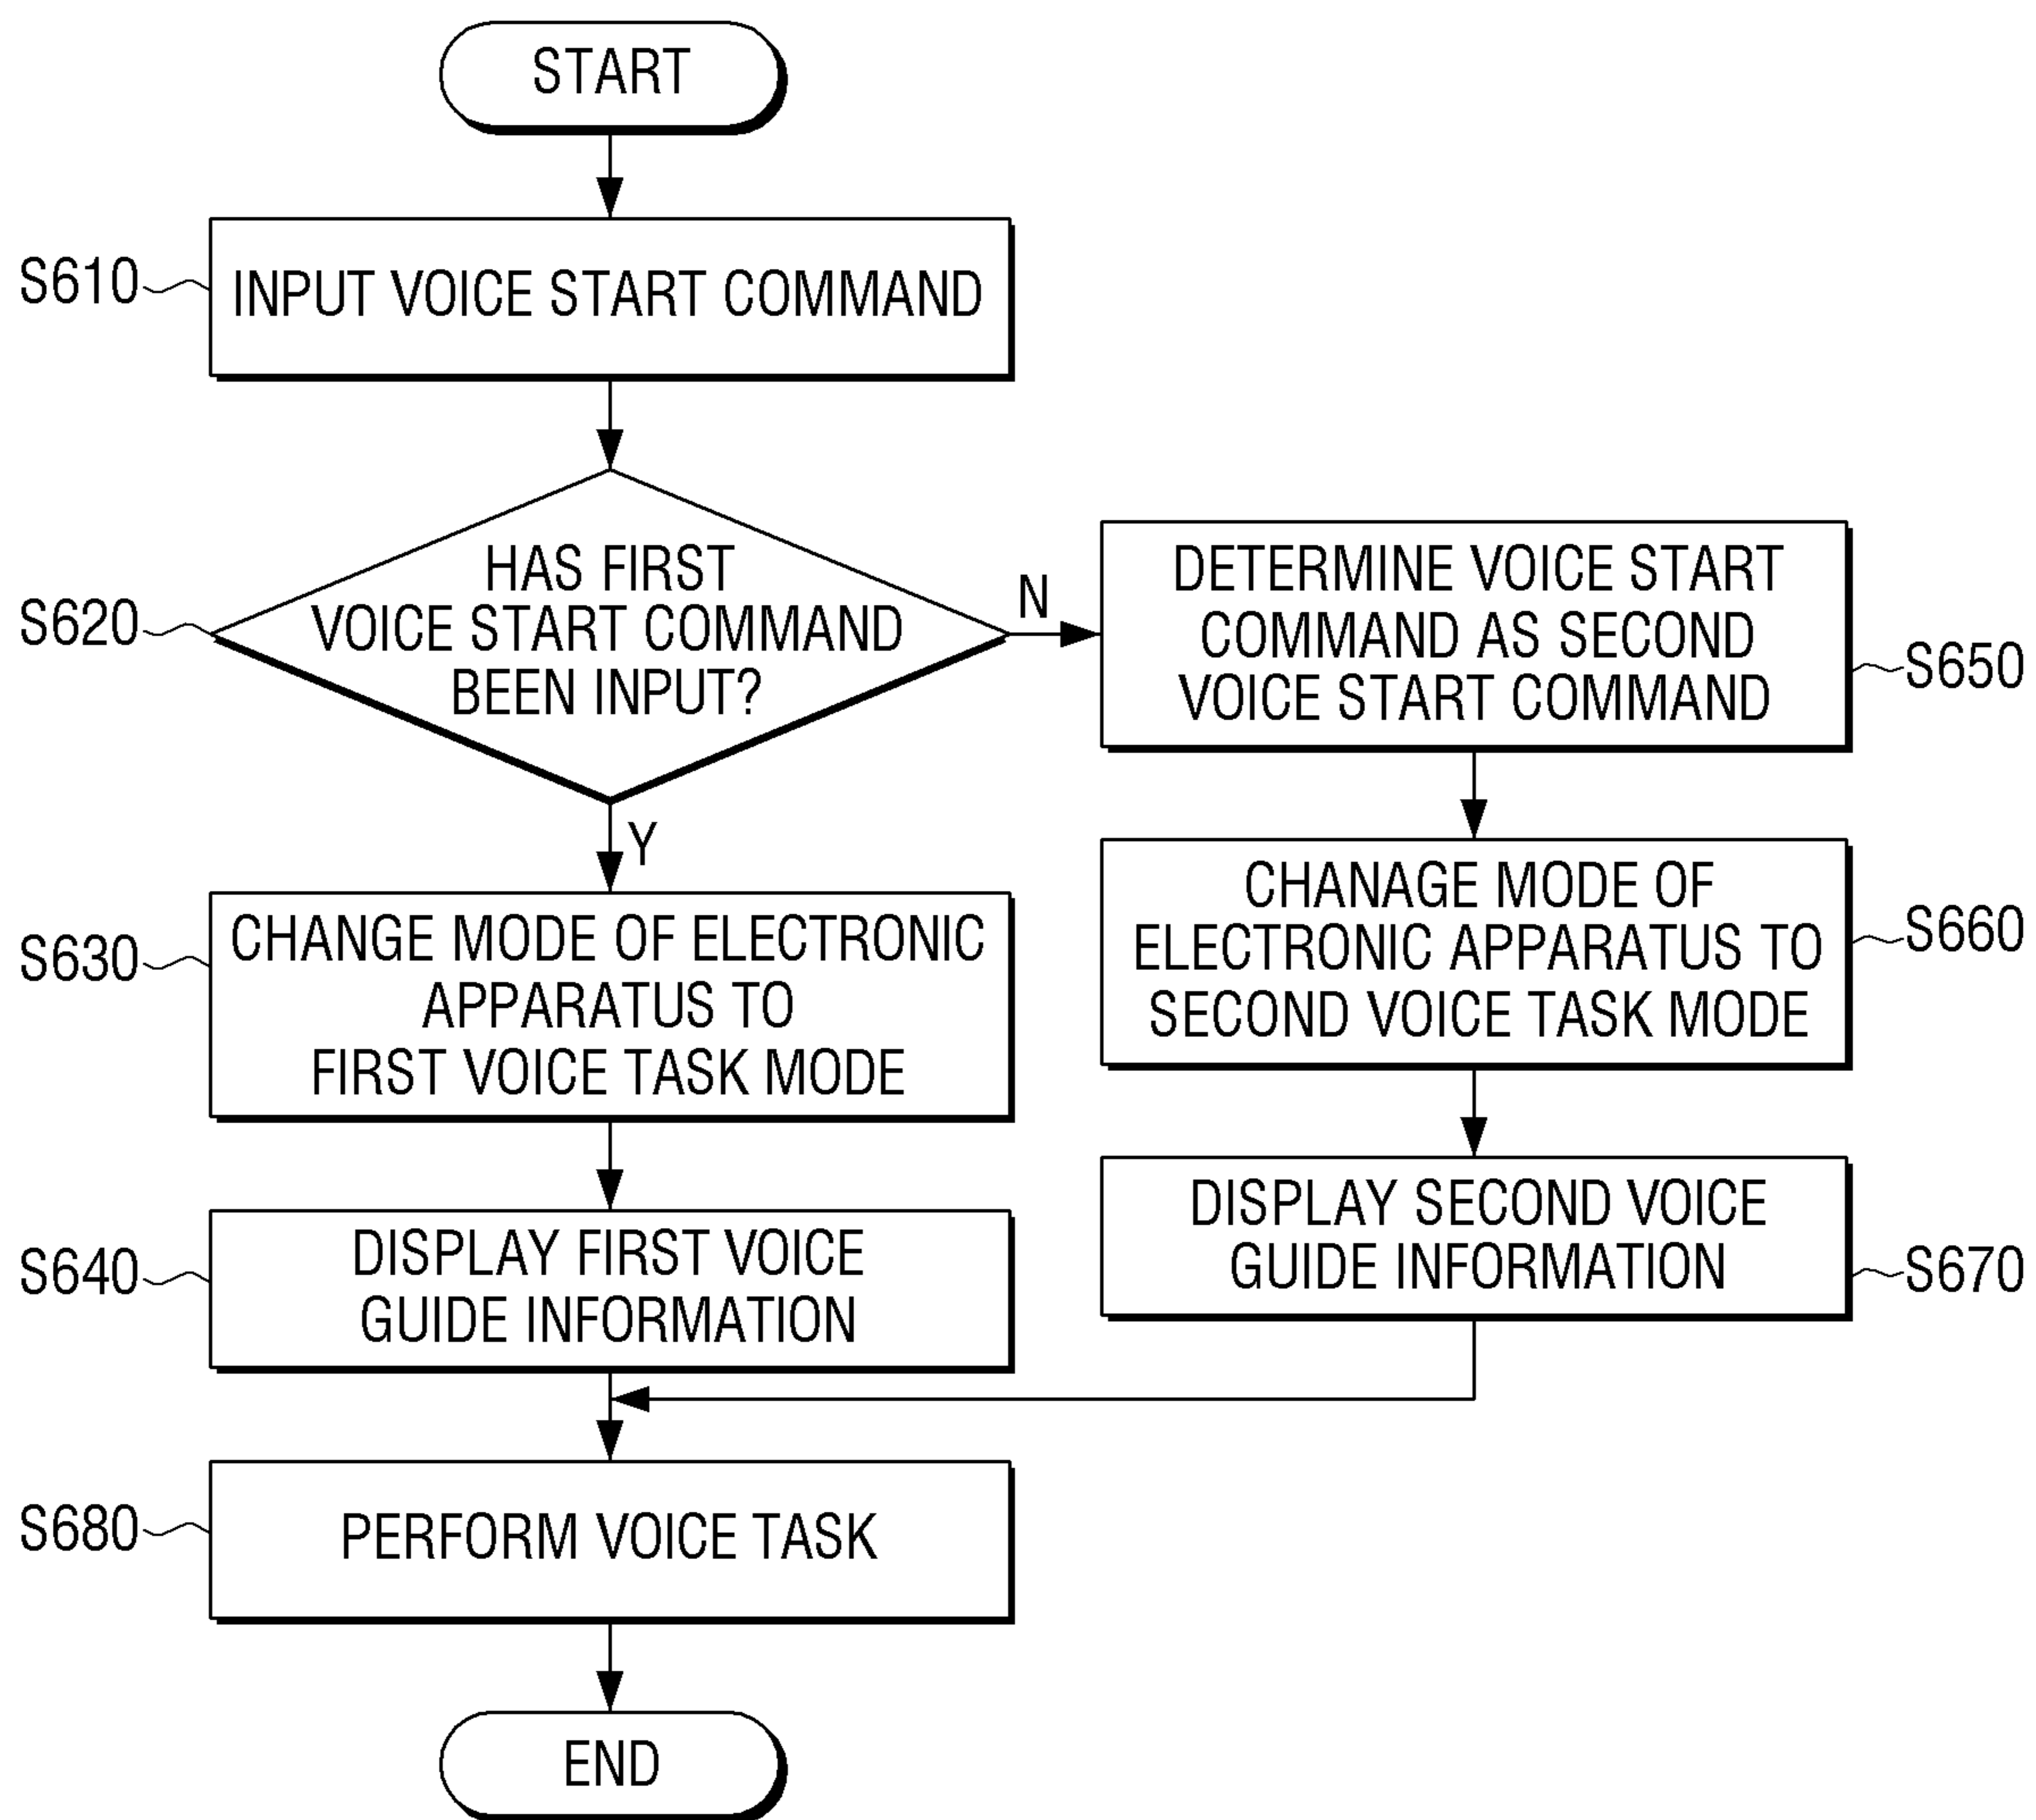 START
S610
INPUT VOICE START COMMAND
S620
HAS FIRST
VOICE START COMMAND
BEEN INPUT?
N
Y
DETERMINE VOICE START
COMMAND AS SECOND
VOICE START COMMAND
S650
S630
CHANGE MODE OF ELECTRONIC
APPARATUS TO
FIRST VOICE TASK MODE
CHANAGE MODE OF
ELECTRONIC APPARATUS TO
SECOND VOICE TASK MODE
S660
S640
DISPLAY FIRST VOICE
GUIDE INFORMATION
DISPLAY SECOND VOICE
GUIDE INFORMATION
S670
S680
PERFORM VOICE TASK
END